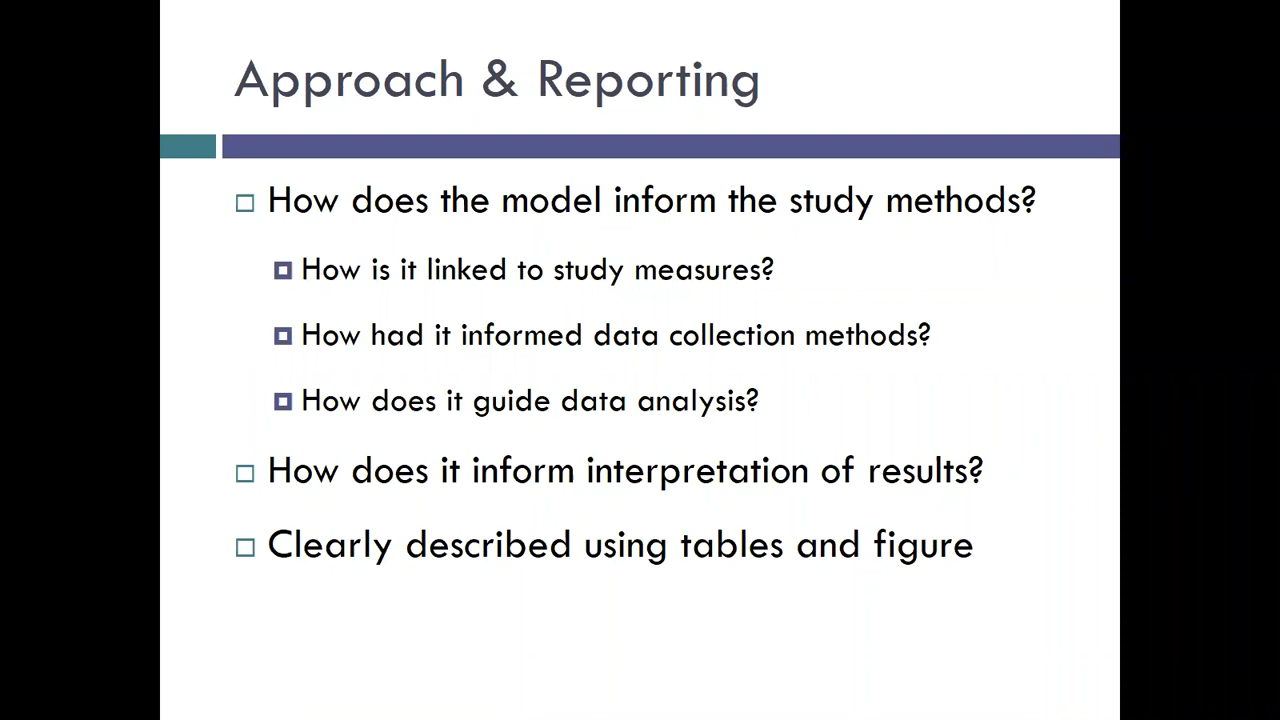 Approach & Reporting
How does the model inform the study methods?
How is it linked to study measures?
How had it informed data collection methods?
How does it guide data analysis?
How does it inform interpretation of results?
Clearly described using tables and figure